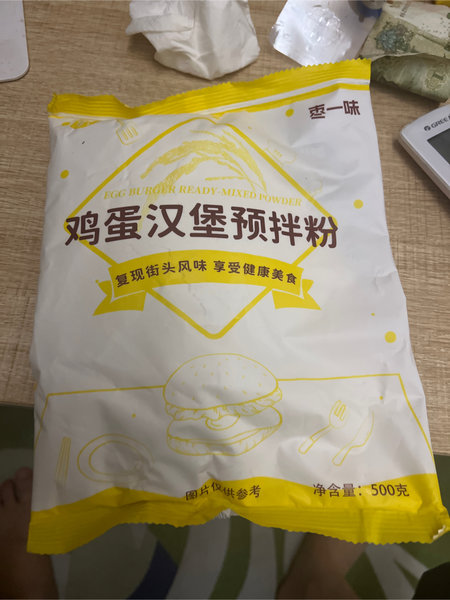 枣一味
EGG BURGER READY-MIXED POWDER
鸡蛋汉堡预拌粉
复现街头风味 享受健康美食
图片仅供参考
净含量：500克
GREE